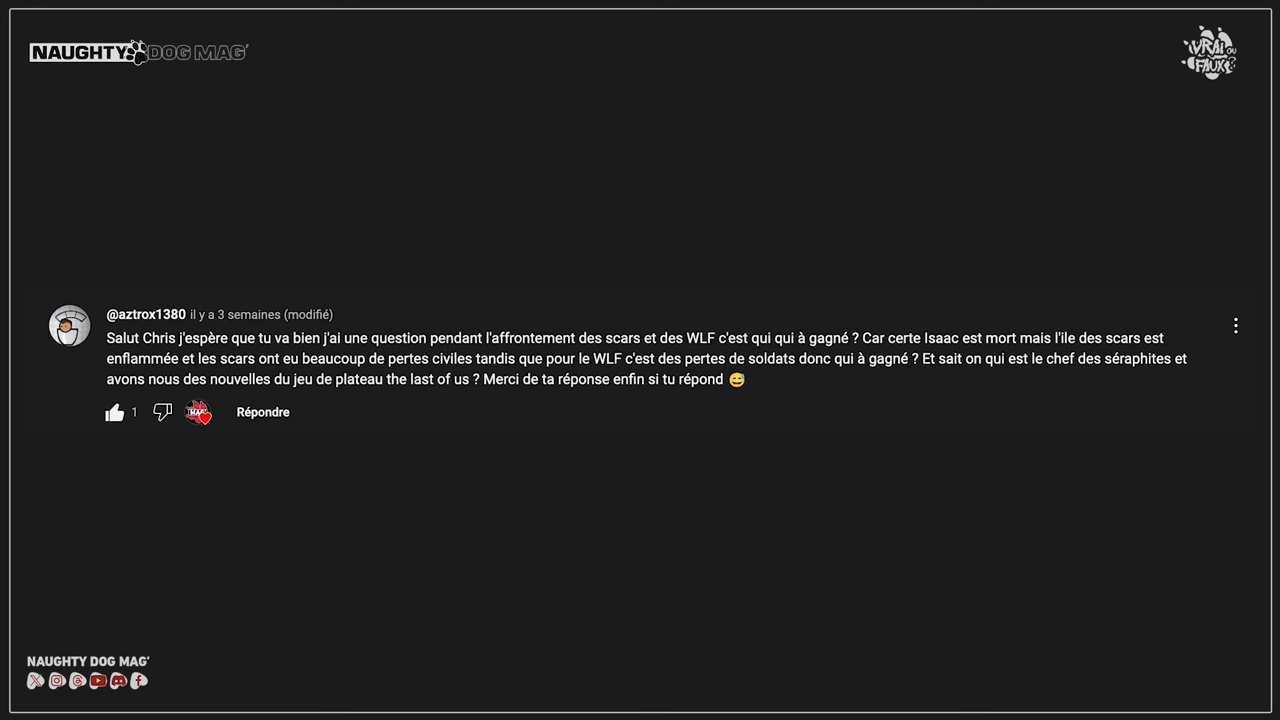 NAUGHTY DOG MAG'
VRAI OU
FAUX?
@aztrox1380 il y a 3 semaines (modifié)
Salut Chris j'espère que tu va bien j'ai une question pendant l'affrontement des scars et des WLF c'est qui qui à gagné ? Car certe Isaac est mort mais l'ile des scars est
enflammée et les scars ont eu beaucoup de pertes civiles tandis que pour le WLF c'est des pertes de soldats donc qui à gagné ? Et sait on qui est le chef des séraphites et
avons nous des nouvelles du jeu de plateau the last of us ? Merci de ta réponse enfin si tu répond 😅
1 Répondre
NAUGHTY DOG MAG'